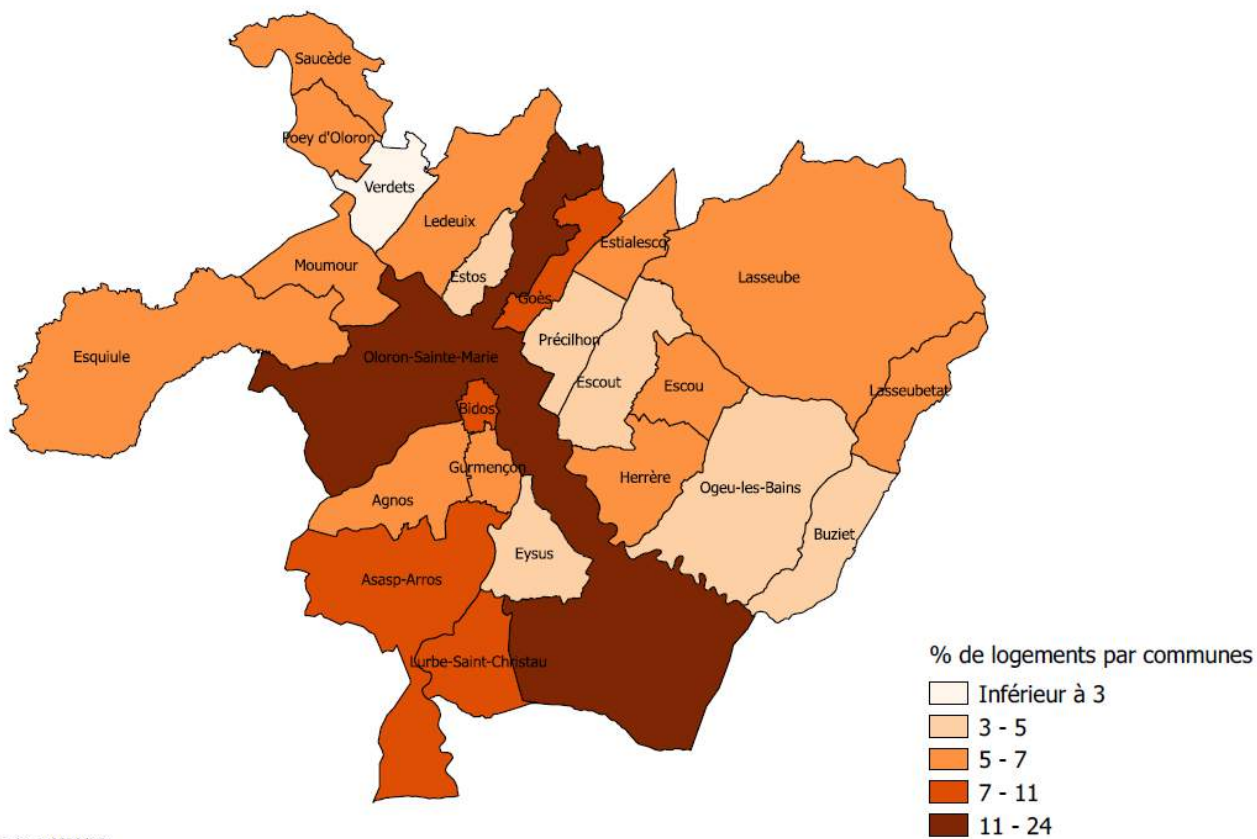 Saucède
Poey d'Oloron
Verdets
Ledeuix
Estialescq
Moumour
Estos
Lasseube
Goès
Précilhon
Esquiule
Oloron-Sainte-Marie
Escout
Escou
Lasseubetat
Bidos
Gurmençon
Herrère
Ogeu-les-Bains
Agnos
Buziet
Eysus
Asasp-Arros
Lurbe-Saint-Christau
% de logements par communes
Inférieur à 3
3 - 5
5 - 7
7 - 11
11 - 24